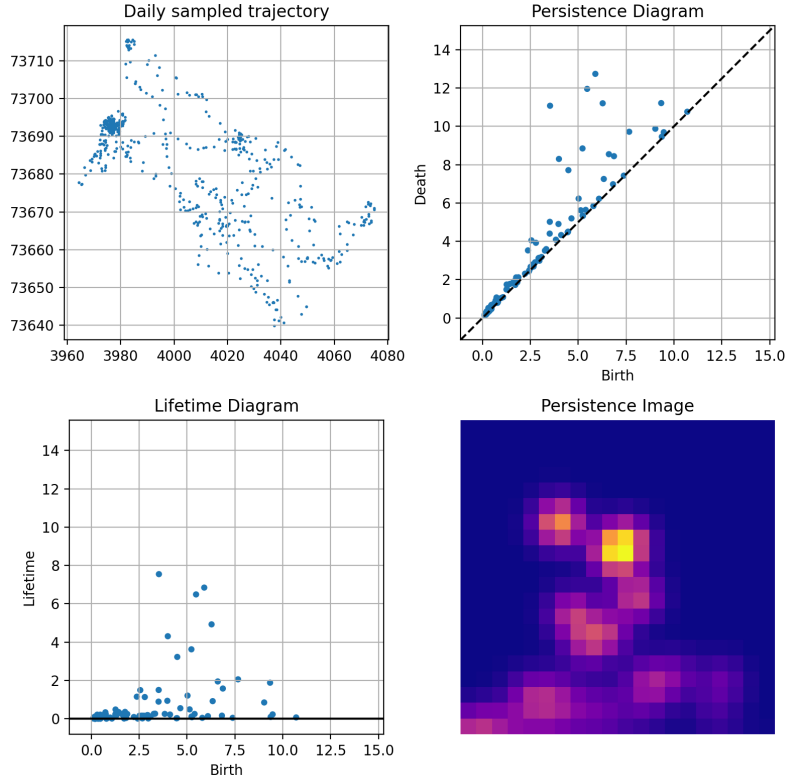 Daily sampled trajectory
73710
73700
73690
73680
73670
73660
73650
73640
3960 3980 4000 4020 4040 4060 4080
Persistence Diagram
Death
14
12
10
8
6
4
2
0
0.0 2.5 5.0 7.5 10.0 12.5 15.0
Birth
Lifetime Diagram
Lifetime
14
12
10
8
6
4
2
0
0.0 2.5 5.0 7.5 10.0 12.5 15.0
Birth
Persistence Image